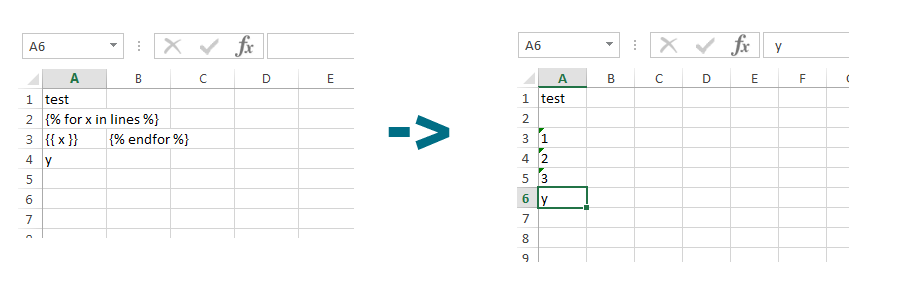 A6 fx
A B C D E
1 test
2 {% for x in lines %}
3 {{ x }} {% endfor %}
4 y
5
6
7
->
A6 fx y
A B C D E F
1 test
2
3 1
4 2
5 3
6 y
7
8
9